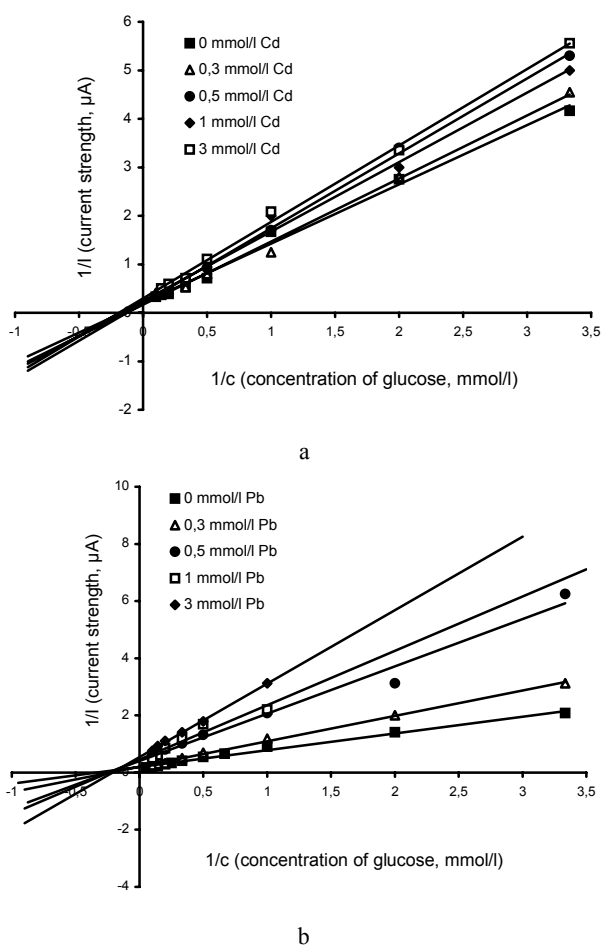 6
5
4
3
2
1
0
-1
-2
-1
-0,5
0
0,5
1
1,5
2
2,5
3
3,5
0 mmol/l Cd
0,3 mmol/l Cd
0,5 mmol/l Cd
1 mmol/l Cd
3 mmol/l Cd
1/I (current strength, μA)
1/c (concentration of glucose, mmol/l)
a
10
8
6
4
2
0
-2
-4
-1
-0,5
0
0,5
1
1,5
2
2,5
3
3,5
0 mmol/l Pb
0,3 mmol/l Pb
0,5 mmol/l Pb
1 mmol/l Pb
3 mmol/l Pb
1/I (current strength, μA)
1/c (concentration of glucose, mmol/l)
b